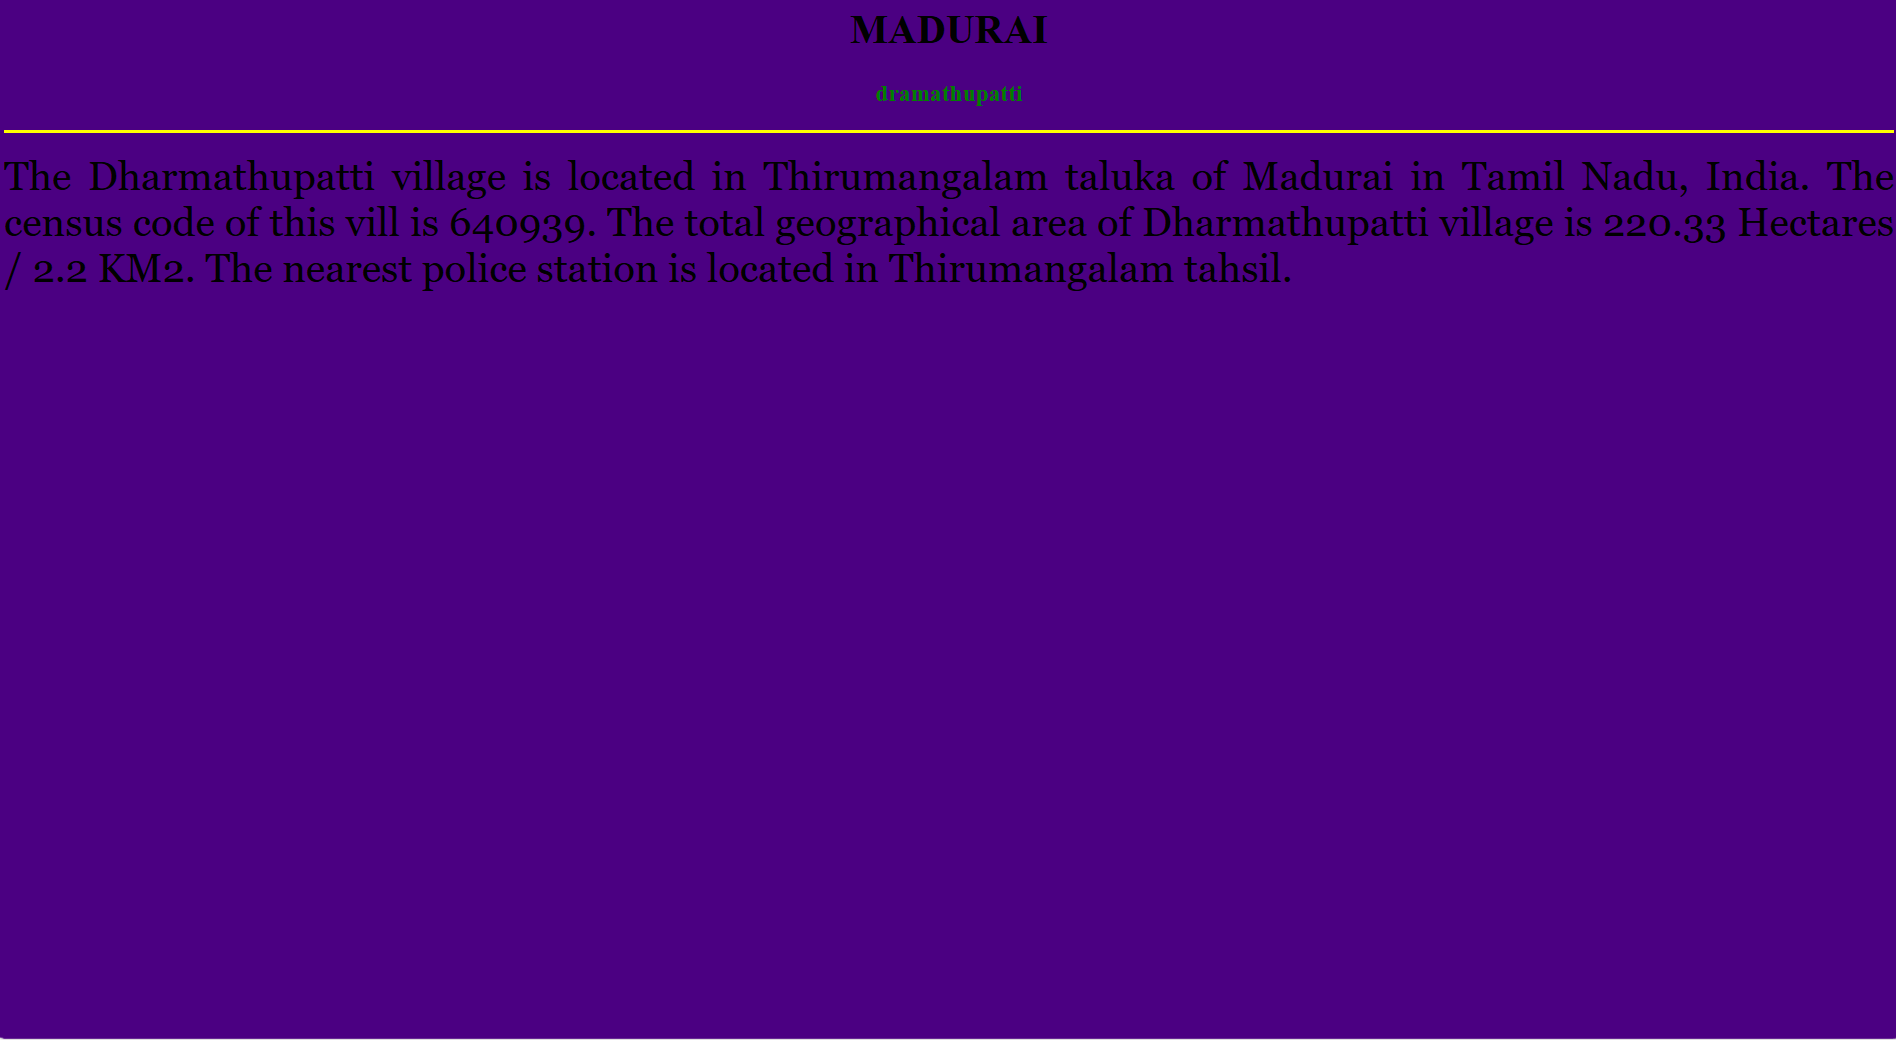 MADURAI
dramathupatti
The Dharmathupatti village is located in Thirumangalam taluka of Madurai in Tamil Nadu, India. The
census code of this vill is 640939. The total geographical area of Dharmathupatti village is 220.33 Hectares
/ 2.2 KM2. The nearest police station is located in Thirumangalam tahsil.